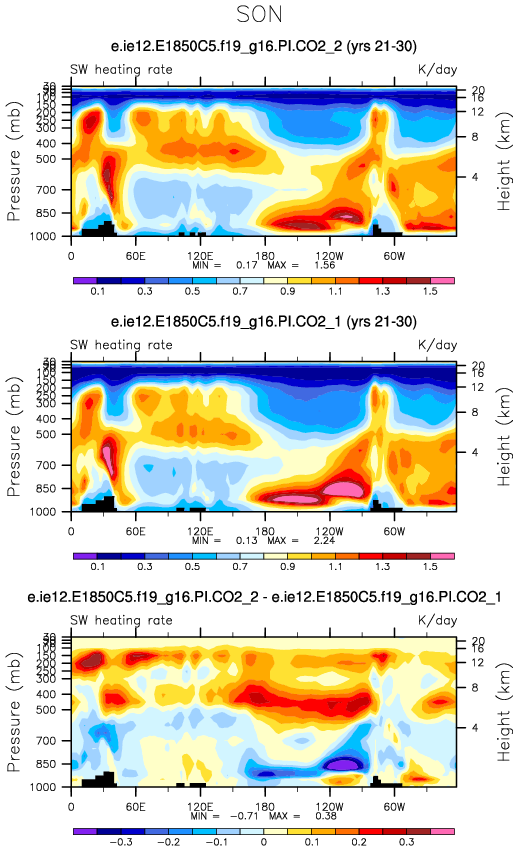 SON
e.ie12.E1850C5.f19_g16.PI.CO2_2 (yrs 21-30)
SW heating rate K/day
Pressure (mb)
30
50
70
100
150
200
250
300
400
500
700
850
1000
20
16
12
8
4
Height (km)
0 60E 120E 180 120W 60W
MIN = 0.17 MAX = 1.56
0.1 0.3 0.5 0.7 0.9 1.1 1.3 1.5
e.ie12.E1850C5.f19_g16.PI.CO2_1 (yrs 21-30)
SW heating rate K/day
Pressure (mb)
30
50
70
100
150
200
250
300
400
500
700
850
1000
20
16
12
8
4
Height (km)
0 60E 120E 180 120W 60W
MIN = 0.13 MAX = 2.24
0.1 0.3 0.5 0.7 0.9 1.1 1.3 1.5
e.ie12.E1850C5.f19_g16.PI.CO2_2 - e.ie12.E1850C5.f19_g16.PI.CO2_1
SW heating rate K/day
Pressure (mb)
30
50
70
100
150
200
250
300
400
500
700
850
1000
20
16
12
8
4
Height (km)
0 60E 120E 180 120W 60W
MIN = -0.71 MAX = 0.38
-0.3 -0.2 -0.1 0 0.1 0.2 0.3